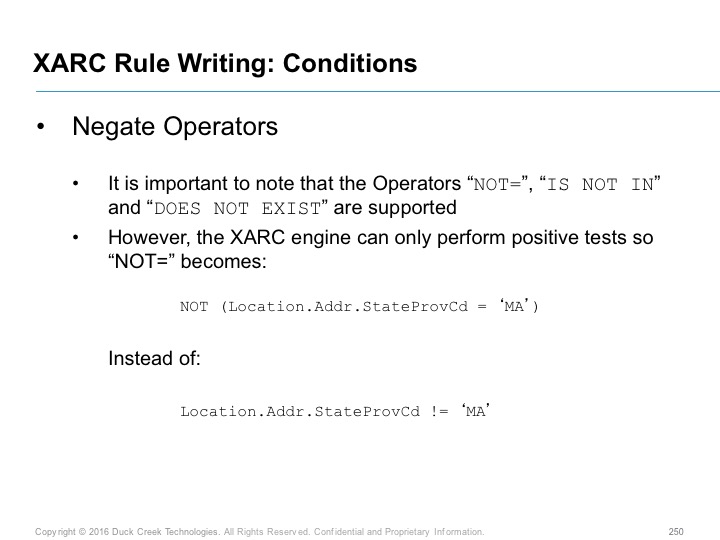 XARC Rule Writing: Conditions
• Negate Operators
• It is important to note that the Operators “NOT=”, “IS NOT IN”
and “DOES NOT EXIST” are supported
• However, the XARC engine can only perform positive tests so
“NOT=” becomes:
NOT (Location.Addr.StateProvCd = ‘MA’)
Instead of:
Location.Addr.StateProvCd != ‘MA’
Copyright © 2016 Duck Creek Technologies. All Rights Reserved. Confidential and Proprietary Information. 250